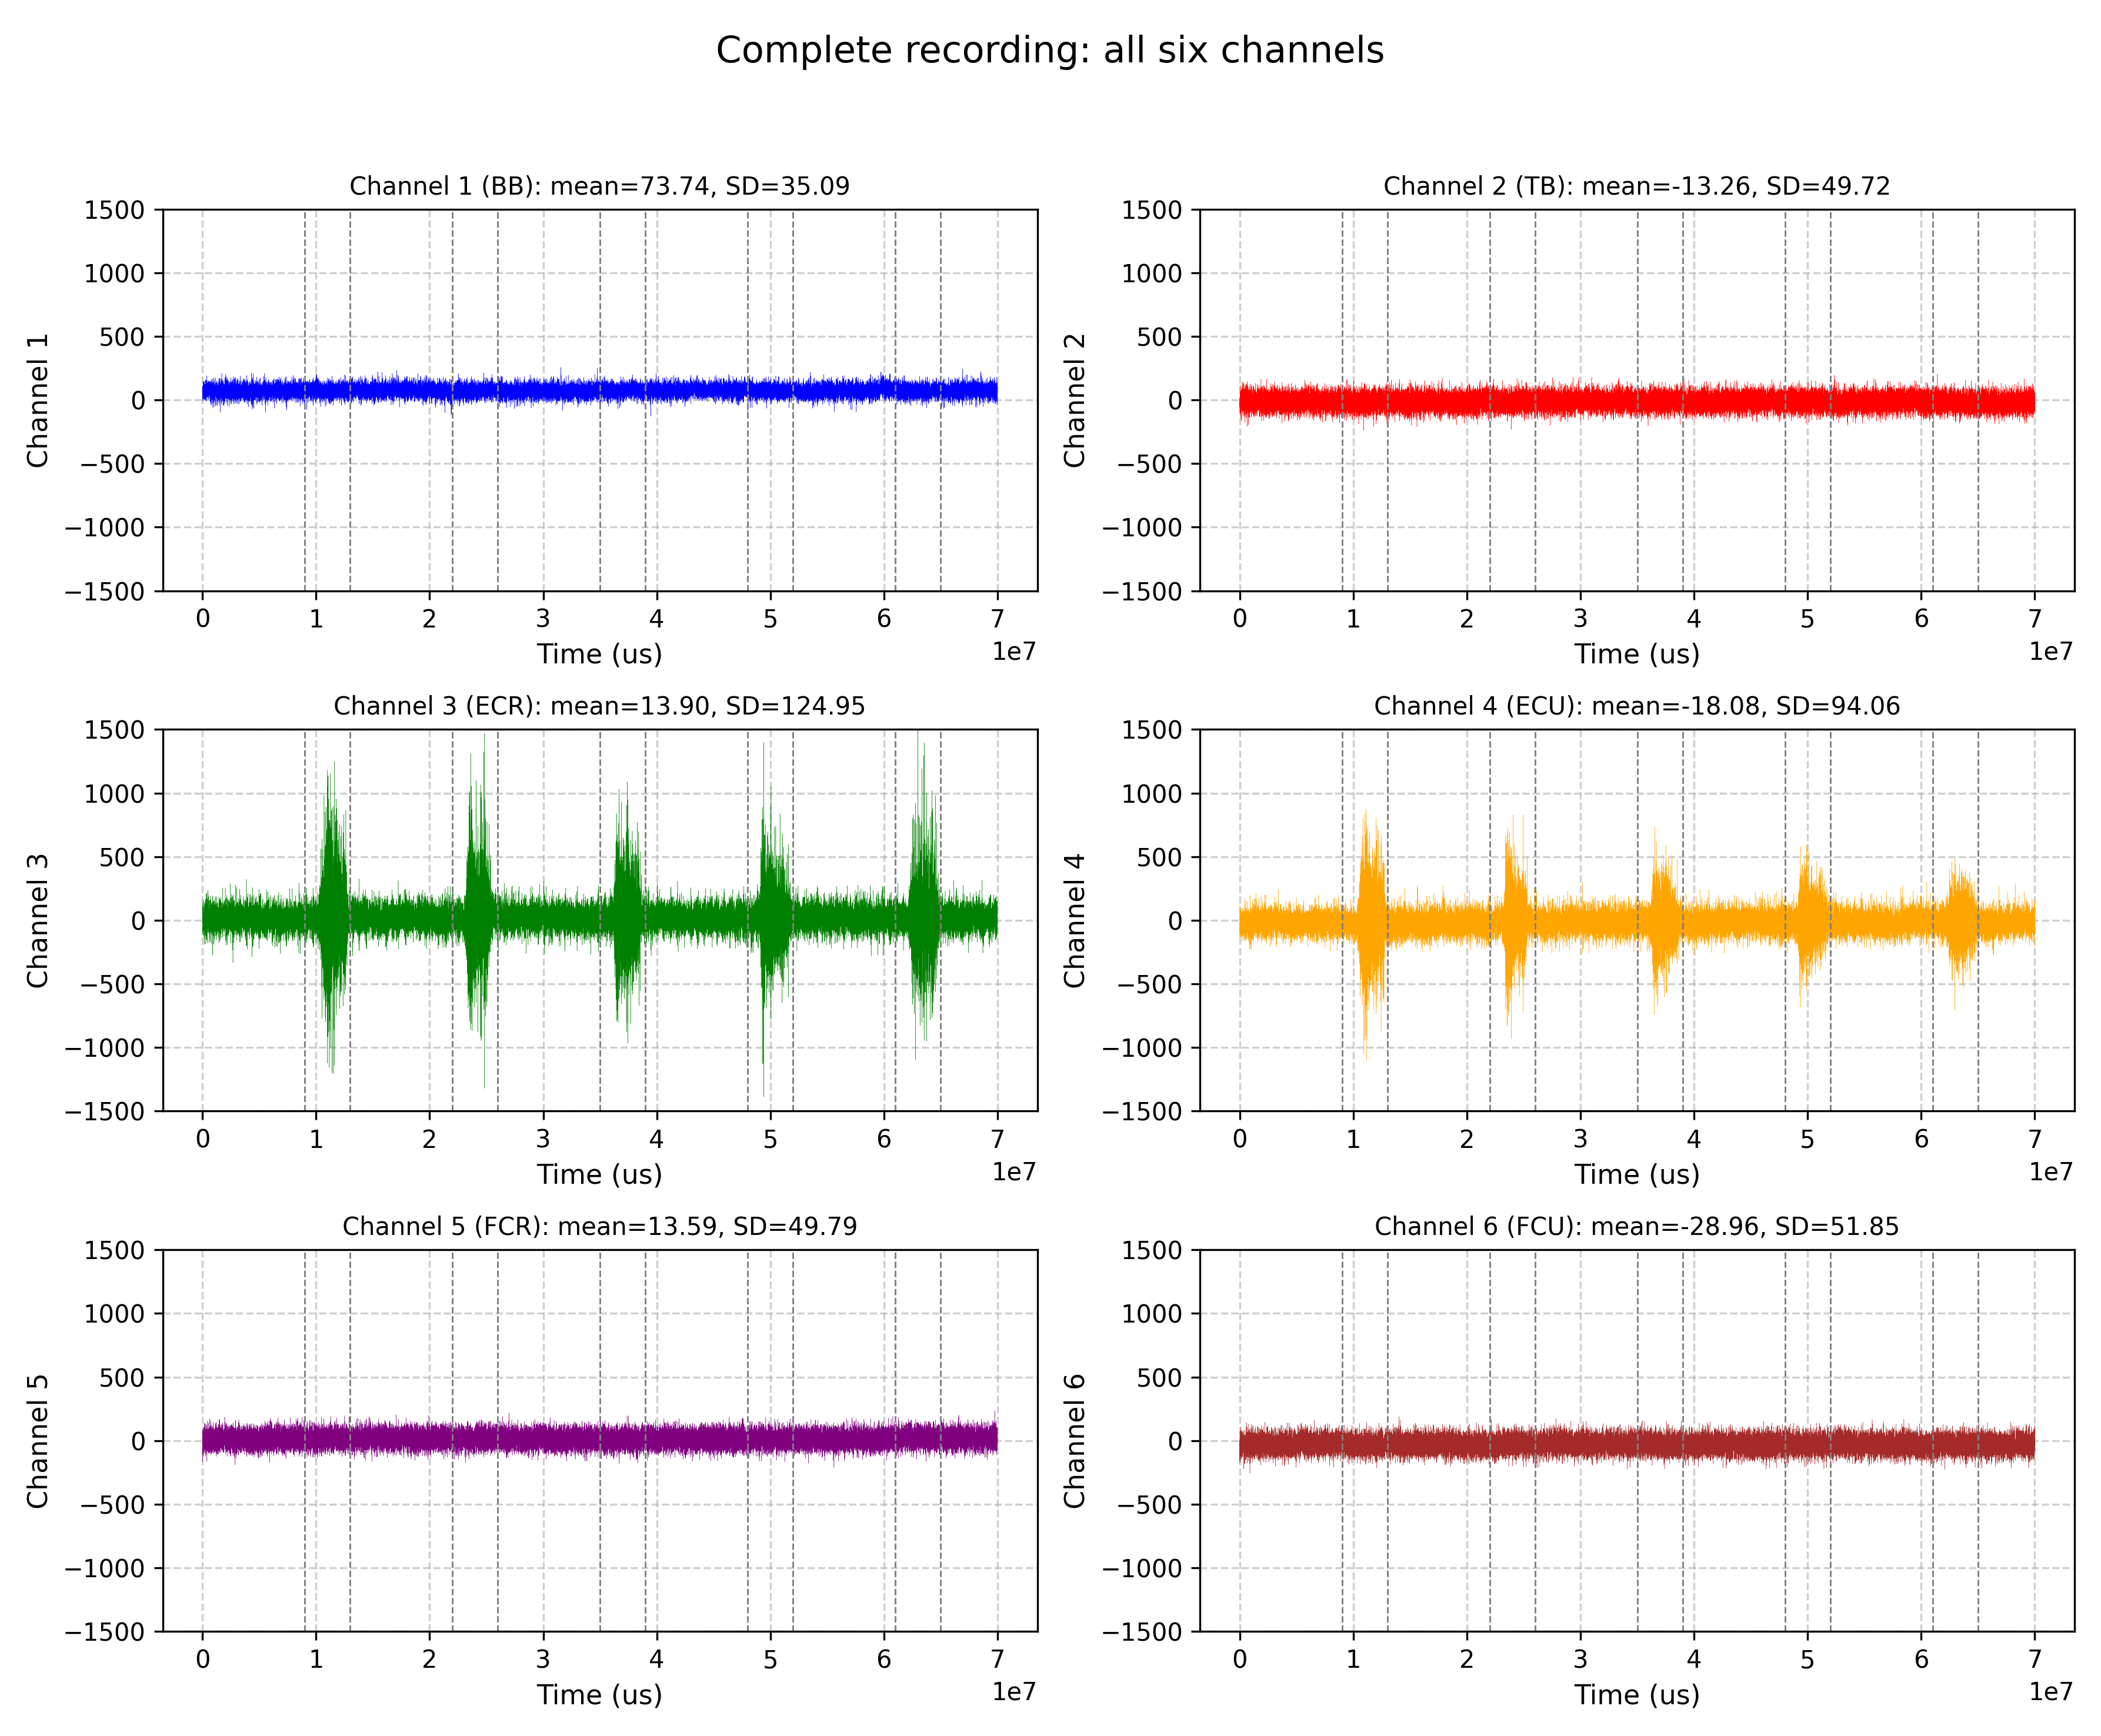 Complete recording: all six channels
Channel 1 (BB): mean=73.74, SD=35.09
1500
1000
500
0
−500
−1000
−1500
Channel 1
0 1 2 3 4 5 6 7
1e7
Time (us)
Channel 2 (TB): mean=-13.26, SD=49.72
1500
1000
500
0
−500
−1000
−1500
Channel 2
0 1 2 3 4 5 6 7
1e7
Time (us)
Channel 3 (ECR): mean=13.90, SD=124.95
1500
1000
500
0
−500
−1000
−1500
Channel 3
0 1 2 3 4 5 6 7
1e7
Time (us)
Channel 4 (ECU): mean=-18.08, SD=94.06
1500
1000
500
0
−500
−1000
−1500
Channel 4
0 1 2 3 4 5 6 7
1e7
Time (us)
Channel 5 (FCR): mean=13.59, SD=49.79
1500
1000
500
0
−500
−1000
−1500
Channel 5
0 1 2 3 4 5 6 7
1e7
Time (us)
Channel 6 (FCU): mean=-28.96, SD=51.85
1500
1000
500
0
−500
−1000
−1500
Channel 6
0 1 2 3 4 5 6 7
1e7
Time (us)